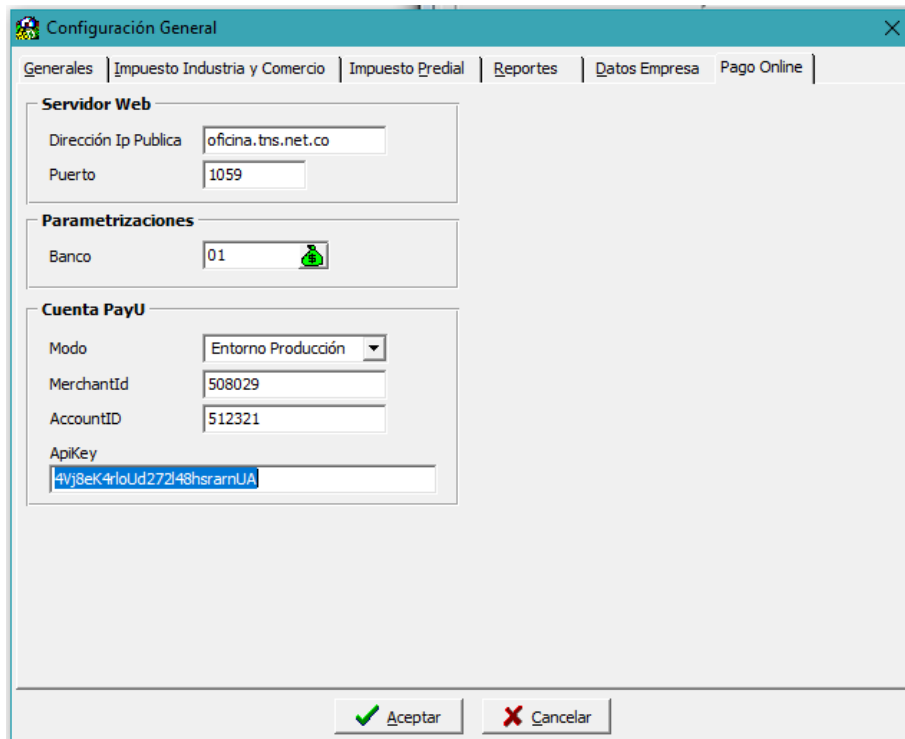 Configuración General
Generales Impuesto Industria y Comercio Impuesto Predial Reportes Datos Empresa Pago Online
Servidor Web
Dirección Ip Publica oficina.tns.net.co
Puerto 1059
Parametrizaciones
Banco 01
Cuenta PayU
Modo Entorno Producción
MerchantId 508029
AccountID 512321
ApiKey
4Vj8eK4rloUd272l48hsrarnUA
Aceptar Cancelar